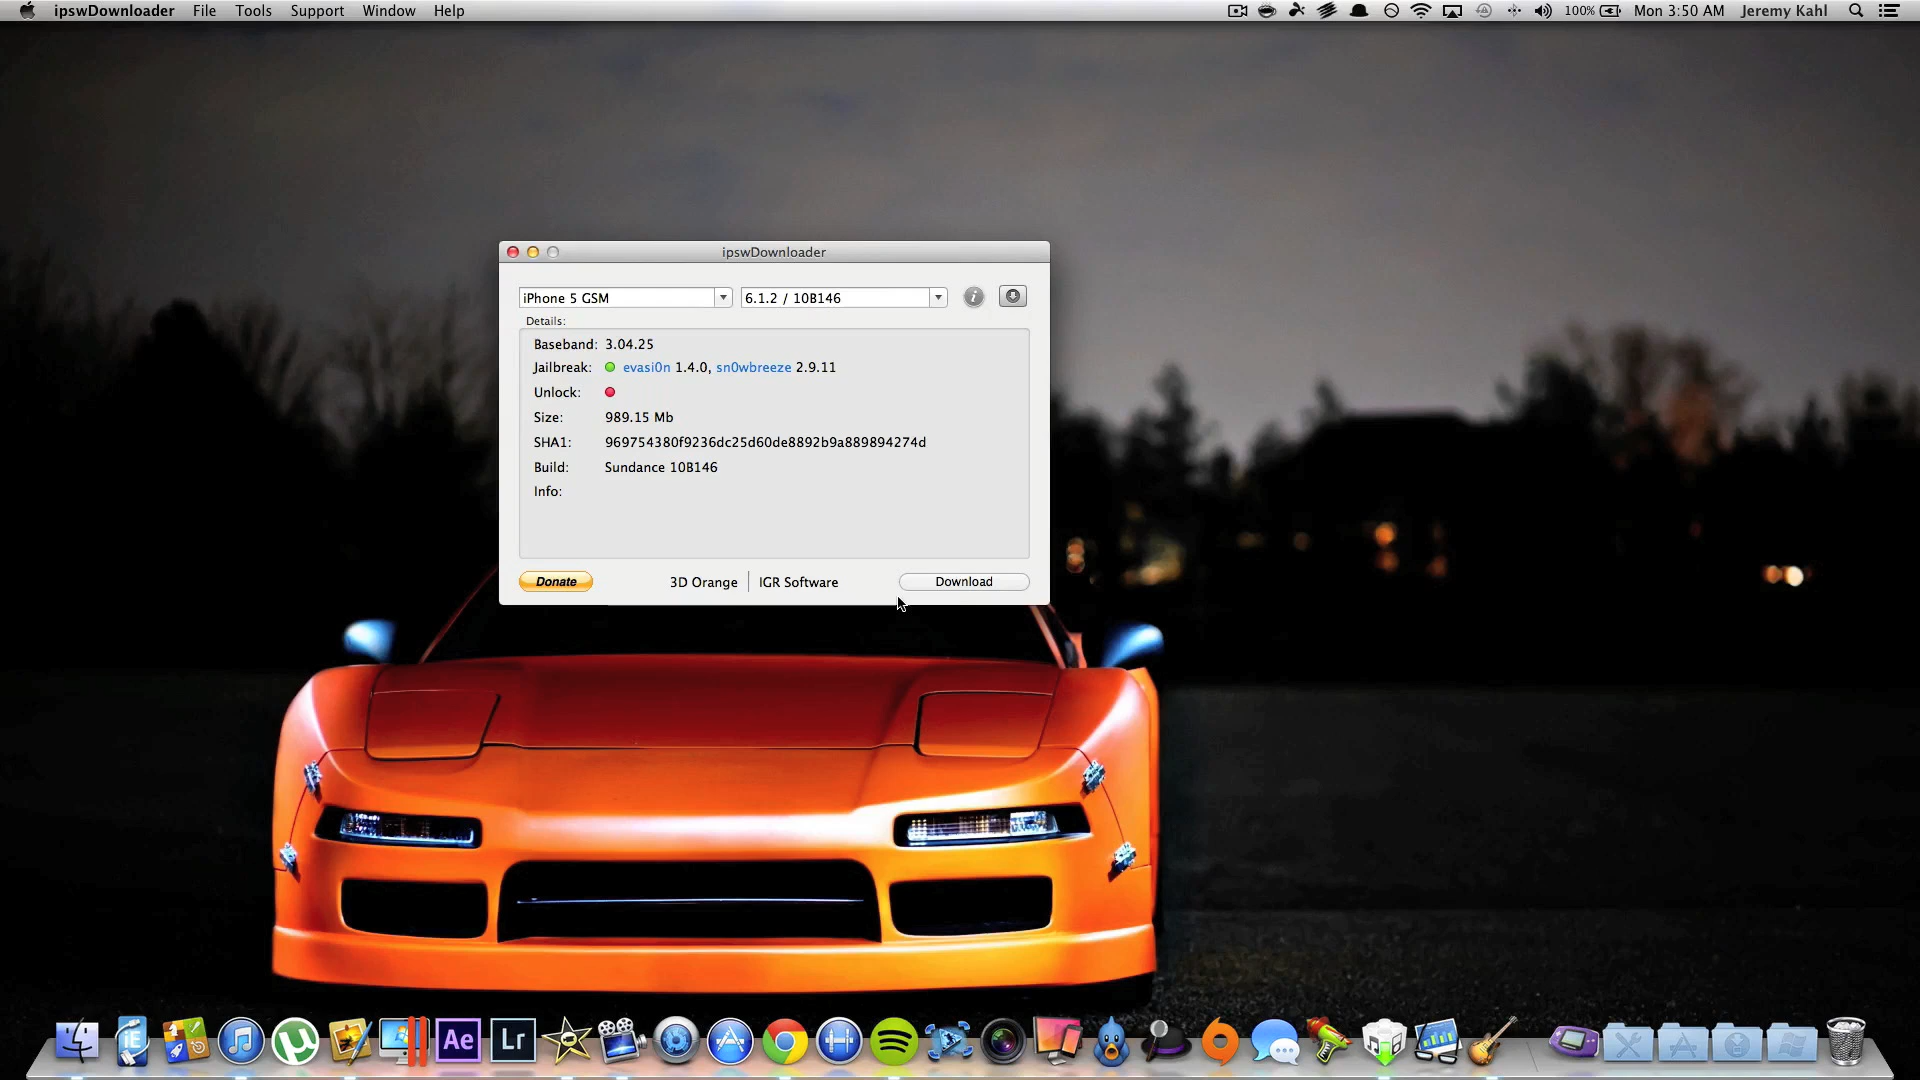 ipswDownloader File Tools Support Window Help 100% Mon 3:50 AM Jeremy Kahl
ipswDownloader
iPhone 5 GSM 6.1.2 / 10B146
Details:
Baseband: 3.04.25
Jailbreak: evasi0n 1.4.0, sn0wbreeze 2.9.11
Unlock:
Size: 989.15 Mb
SHA1: 969754380f9236dc25d60de8892b9a889894274d
Build: Sundance 10B146
Info:
Donate 3D Orange IGR Software Download
iE Ae Lr